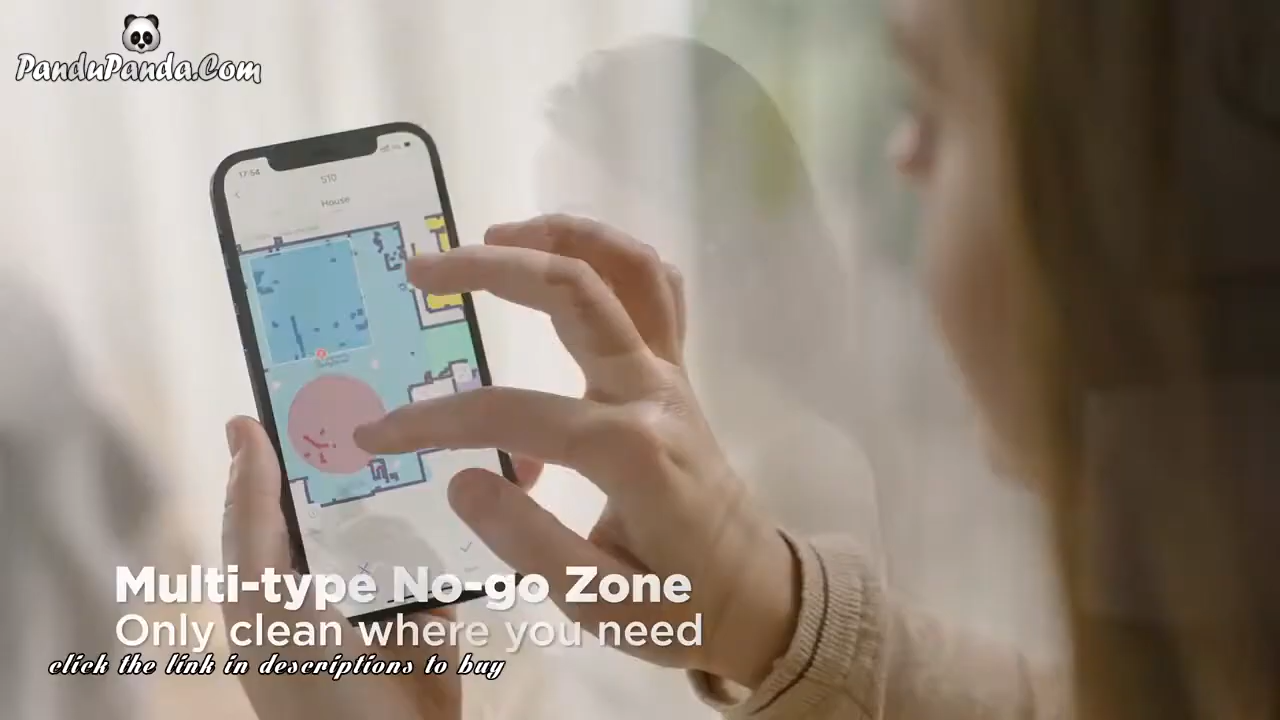 PanduPanda.Com
17:54
S10
House
Multi-type No-go Zone
Only clean where you need
click the link in descriptions to buy